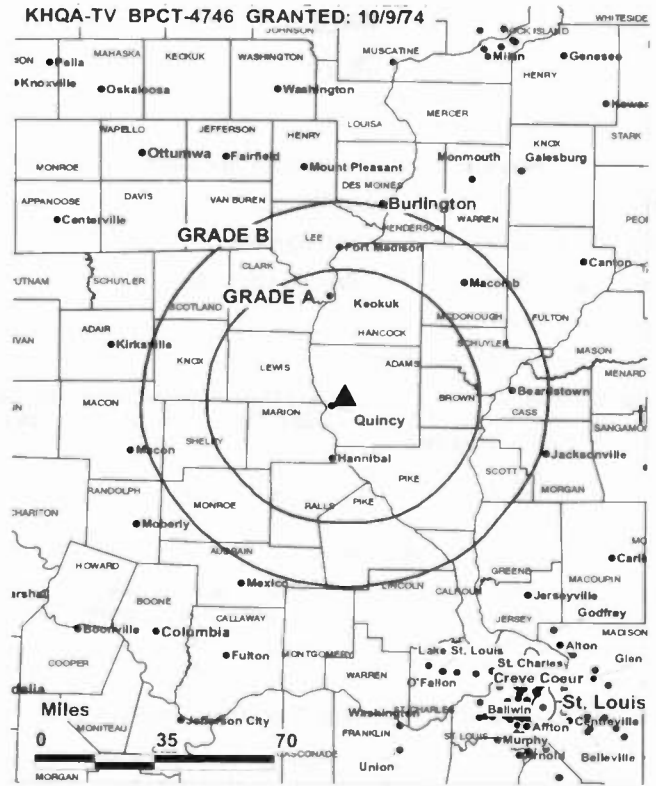 KHQA-TV BPCT-4746 GRANTED: 10/9/74
JOHNSON
ROCK ISLAND
WHITESIDE
MUSCATINE
MAHASKA
KEOKUK
WASHINGTON
Pella
Milan
Geneseo
HENRY
Knoxville
Oskaloosa
Washington
MERCER
LOUISA
STARK
WAPELLO
JEFFERSON
HENRY
KNOX
Ottumwa
Fairfield
Monmouth
Galesburg
MONROE
Mount Pleasant
DES MOINES
APPANOOSE
DAVIS
VAN BUREN
Burlington
WARREN
Centerville
HENDERSON
GRADE B
LEE
Fort Madison
CLARK
Canton
SCHUYLER
Macomb
GRADE A
SCOTLAND
Keokuk
MCDONOUGH
FULTON
ADAIR
HANCOCK
Kirksville
SCHUYLER
MASON
KNOX
LEWIS
ADAMS
MENARD
MACON
BROWN
Beardstown
MARION
CASS
Quincy
SHELBY
Macon
Hannibal
Jacksonville
PIKE
SCOTT
RANDOLPH
MORGAN
MONROE
RALLS
PIKE
Moberly
AUDRAIN
HOWARD
GREENE
Mexico
LINCOLN
CALHOUN
MACOUPIN
BOONE
Jerseyville
CALLAWAY
JERSEY
Godfrey
Boonville
Columbia
MADISON
Fulton
MONTGOMERY
Lake St. Louis
Alton
COOPER
St. Charles
Glen
WARREN
O'Fallon
Creve Coeur
Miles
Washington
ST CHARLES
Ballwin
St. Louis
MONITEAU
Jefferson City
Affton
Centreville
0 35 70
FRANKLIN
ST LOUIS
Murphy
Arnold
Belleville
MORGAN
Union